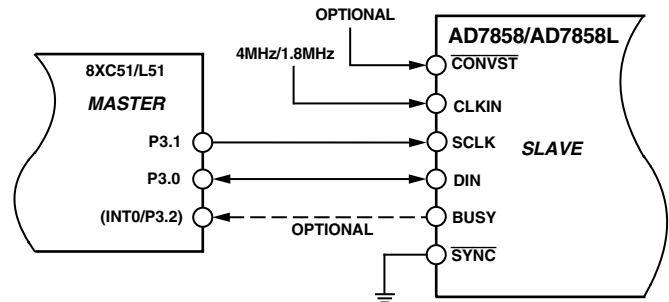 OPTIONAL
AD7858/AD7858L
4MHz/1.8MHz
CONVST
8XC51/L51
MASTER
CLKIN
P3.1
SCLK
SLAVE
P3.0
DIN
(INT0/P3.2)
BUSY
OPTIONAL
SYNC